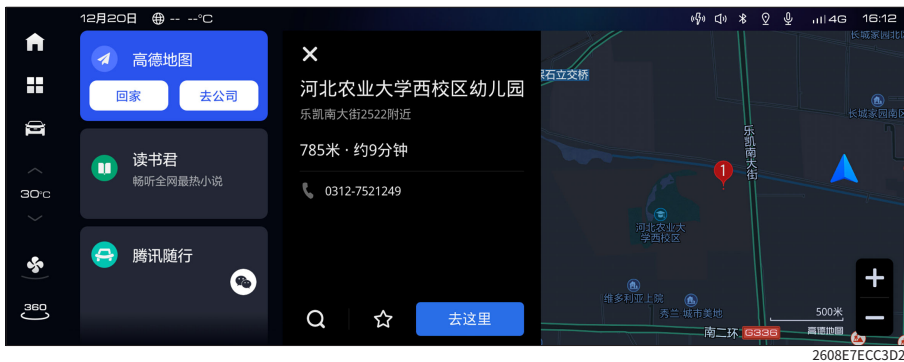 12月20日 -- --°C
4G 16:12
高德地图
回家 去公司
读书君
畅听全网最热小说
腾讯随行
30°C
360
河北农业大学西校区幼儿园
乐凯南大街2522附近
785米 · 约9分钟
0312-7521249
去这里
石立交桥
长城家园北
长城家园南区
乐凯南大街
1
河北农业大
学西校区
维多利亚上院
秀兰·城市美地
南二环 G336
500米
高德地图
2608E7ECC3D2